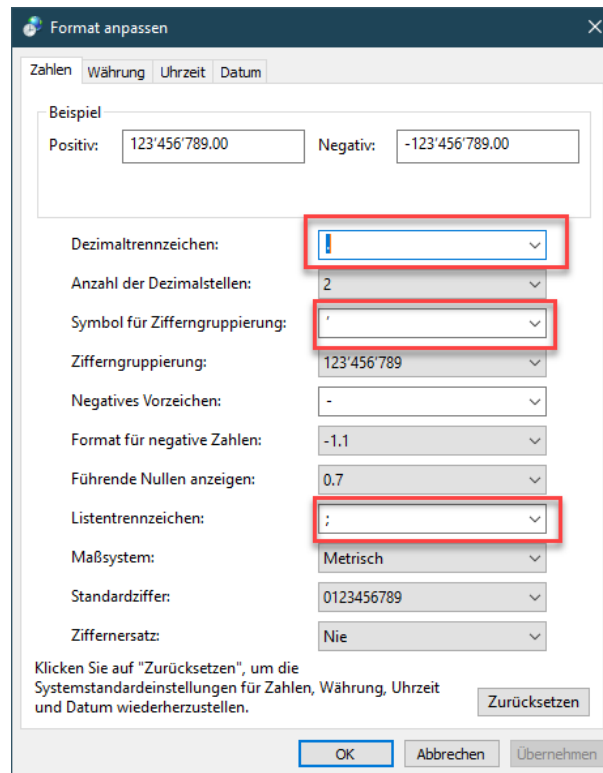 Format anpassen
Zahlen Währung Uhrzeit Datum
Beispiel
Positiv: 123'456'789.00 Negativ: -123'456'789.00
Dezimaltrennzeichen: .
Anzahl der Dezimalstellen: 2
Symbol für Zifferngruppierung: '
Zifferngruppierung: 123'456'789
Negatives Vorzeichen: -
Format für negative Zahlen: -1.1
Führende Nullen anzeigen: 0.7
Listentrennzeichen: ;
Maßsystem: Metrisch
Standardziffer: 0123456789
Ziffernersatz: Nie
Klicken Sie auf "Zurücksetzen", um die
Systemstandardeinstellungen für Zahlen, Währung, Uhrzeit
und Datum wiederherzustellen.
Zurücksetzen
OK Abbrechen Übernehmen